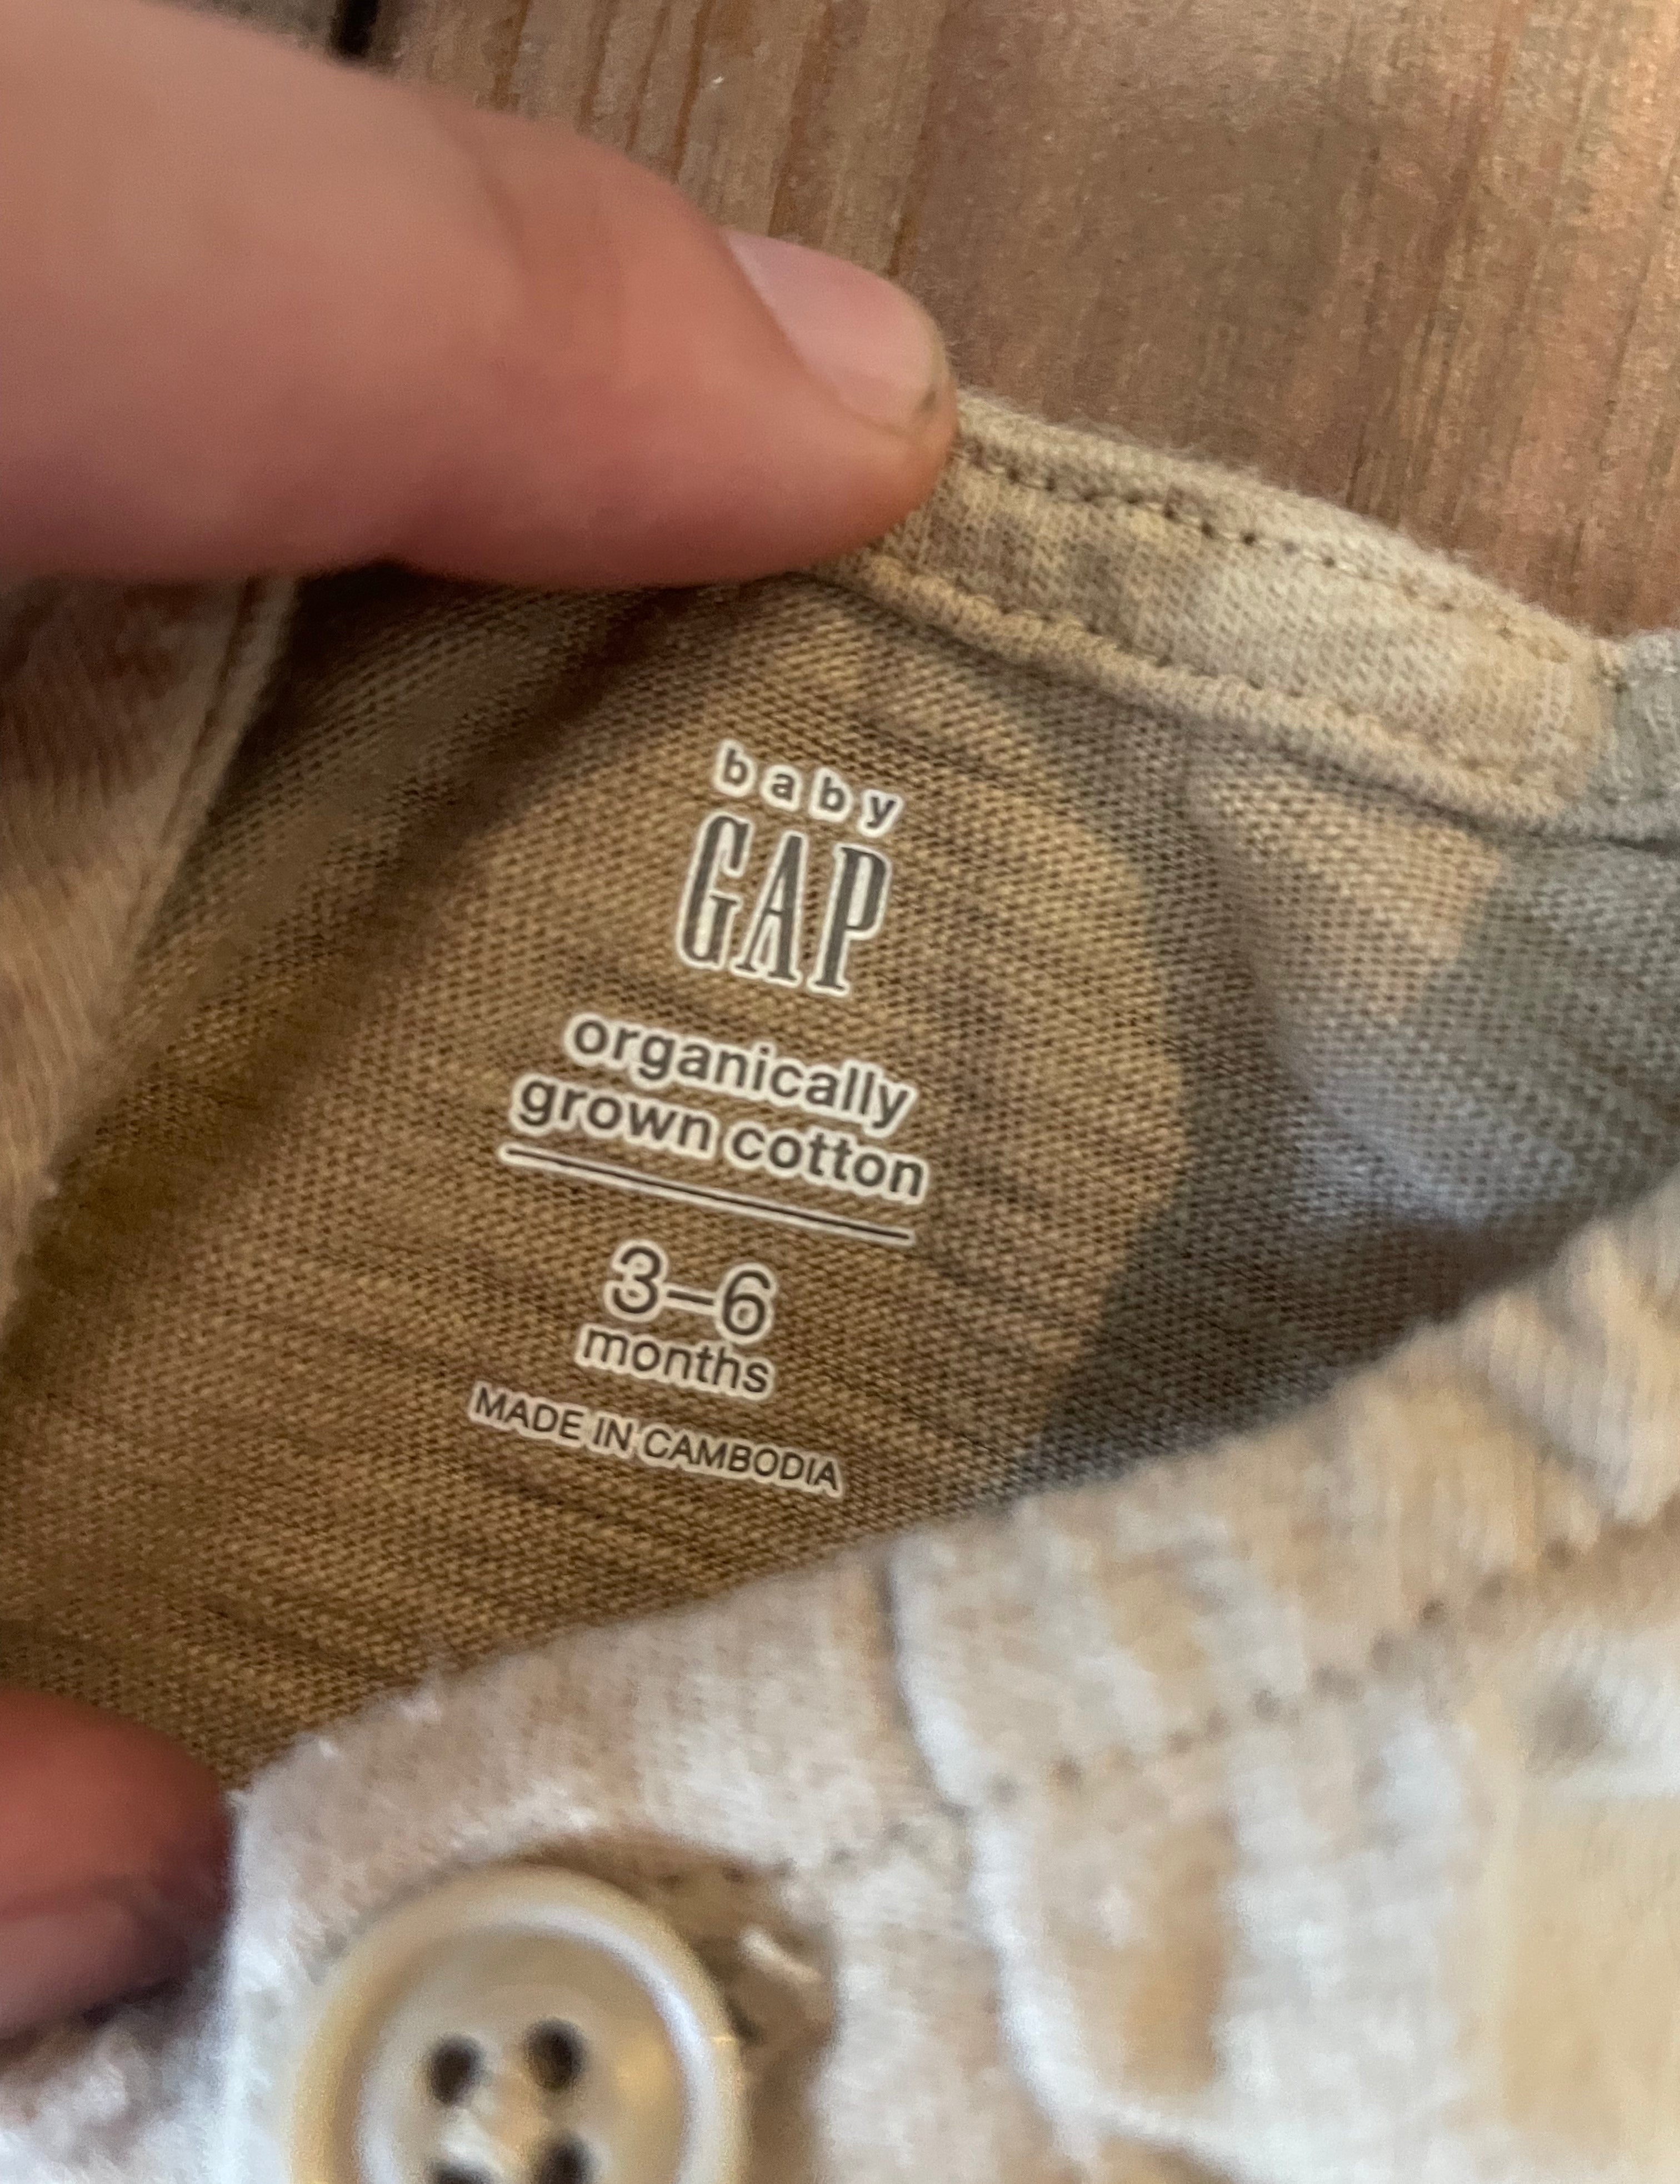 baby
GAP
organically
grown cotton
3–6
months
MADE IN CAMBODIA